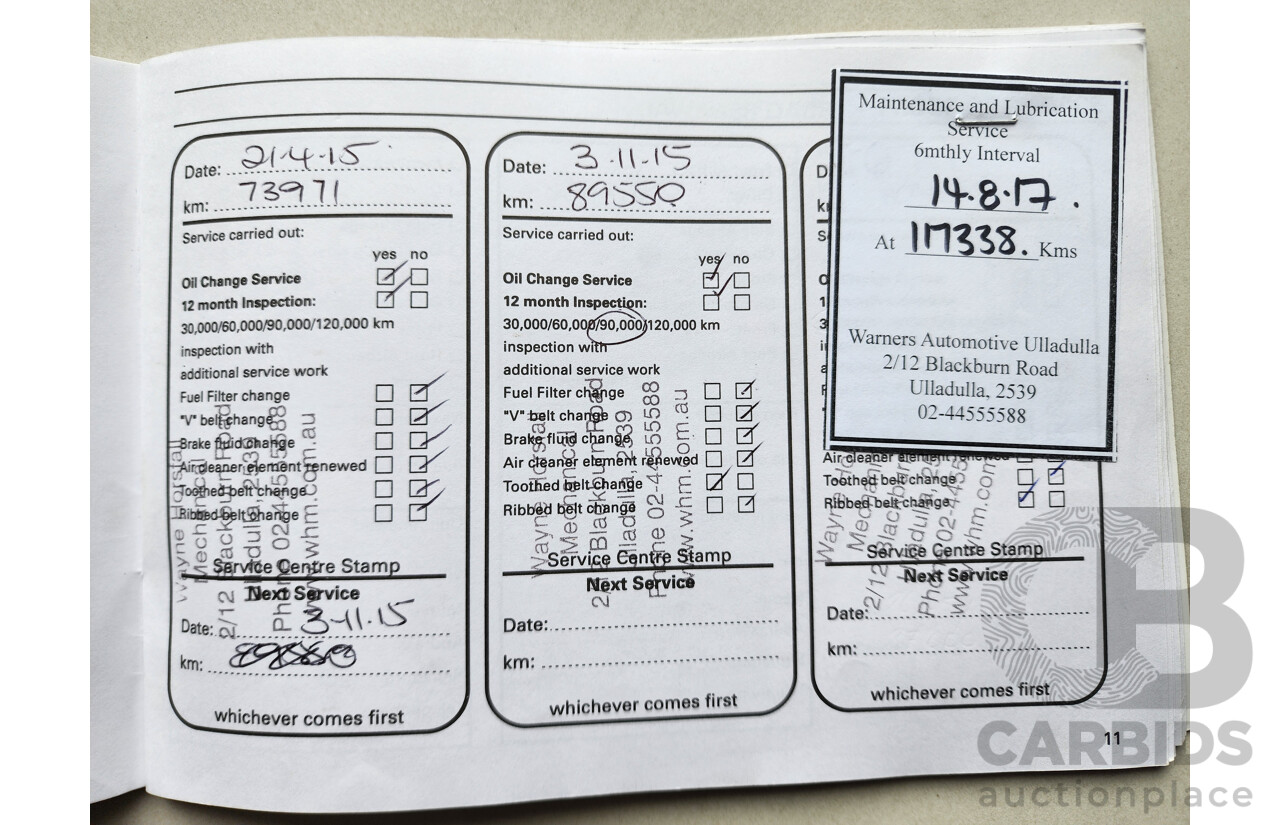 Date: 21.4.15
km: 73971
Service carried out:
yes no
Oil Change Service
12 month Inspection:
30,000/60,000/90,000/120,000 km
inspection with
additional service work
Fuel Filter change
"V" belt change
Brake fluid change
Air cleaner element renewed
Toothed belt change
Ribbed belt change
Service Centre Stamp
Next Service
Date: 3-11.15
km:
whichever comes first
Date: 3.11.15
km: 89550
Service carried out:
yes no
Oil Change Service
12 month Inspection:
30,000/60,000/90,000/120,000 km
inspection with
additional service work
Fuel Filter change
"V" belt change
Brake fluid change
Air cleaner element renewed
Toothed belt change
Ribbed belt change
Service Centre Stamp
Next Service
Date:
km:
whichever comes first
Maintenance and Lubrication
Service
6mthly Interval
14.8.17.
At 117338. Kms
Warners Automotive Ulladulla
2/12 Blackburn Road
Ulladulla, 2539
02-44555588
Air cleaner element renewed
Toothed belt change
Ribbed belt change
Service Centre Stamp
Next Service
Date:
km:
whichever comes first
11
CARBIDS
auctionplace